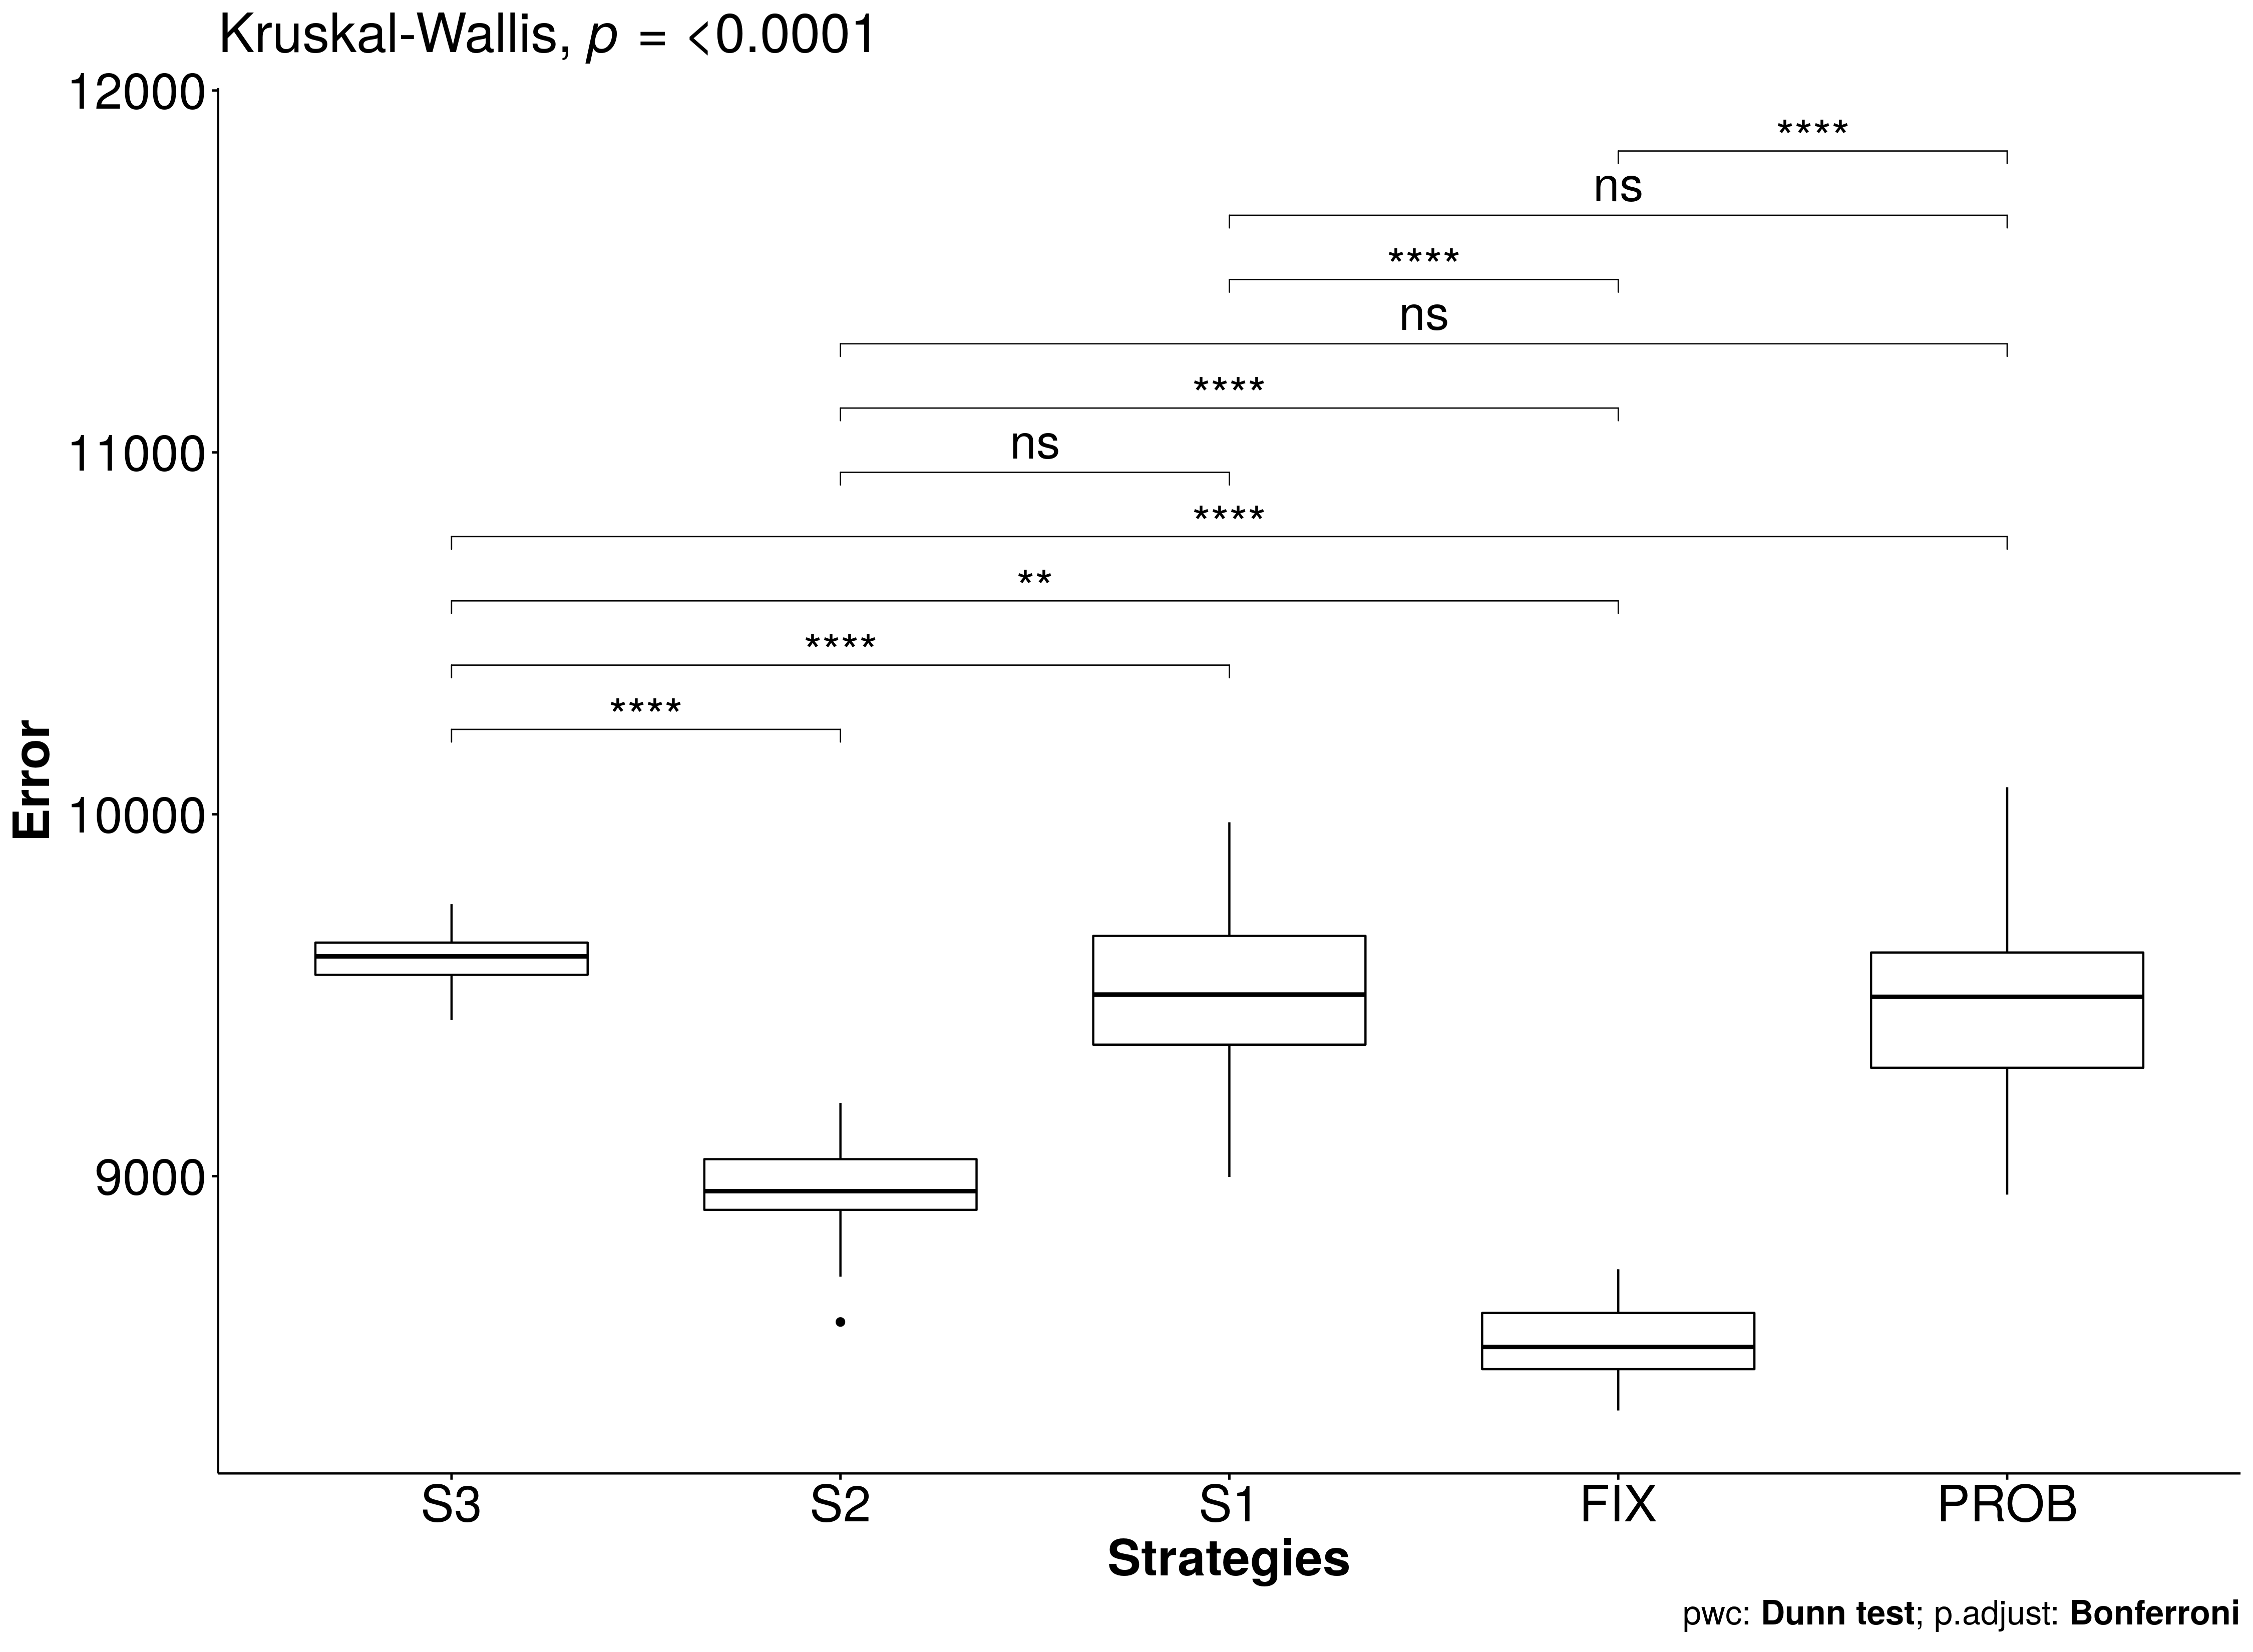 Kruskal-Wallis, p = <0.0001
12000
11000
10000
9000
Error
****
ns
****
ns
****
ns
****
**
****
****
S3 S2 S1 FIX PROB
Strategies
pwc: Dunn test; p.adjust: Bonferroni